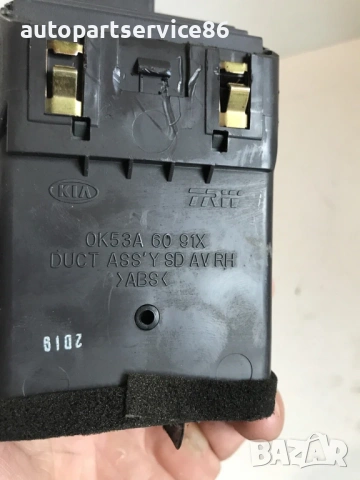 autopartservice86
KIA
TRW
0K53A 60 91X
DUCT ASS'Y SD AV RH
>ABS<
2019
BAZAR